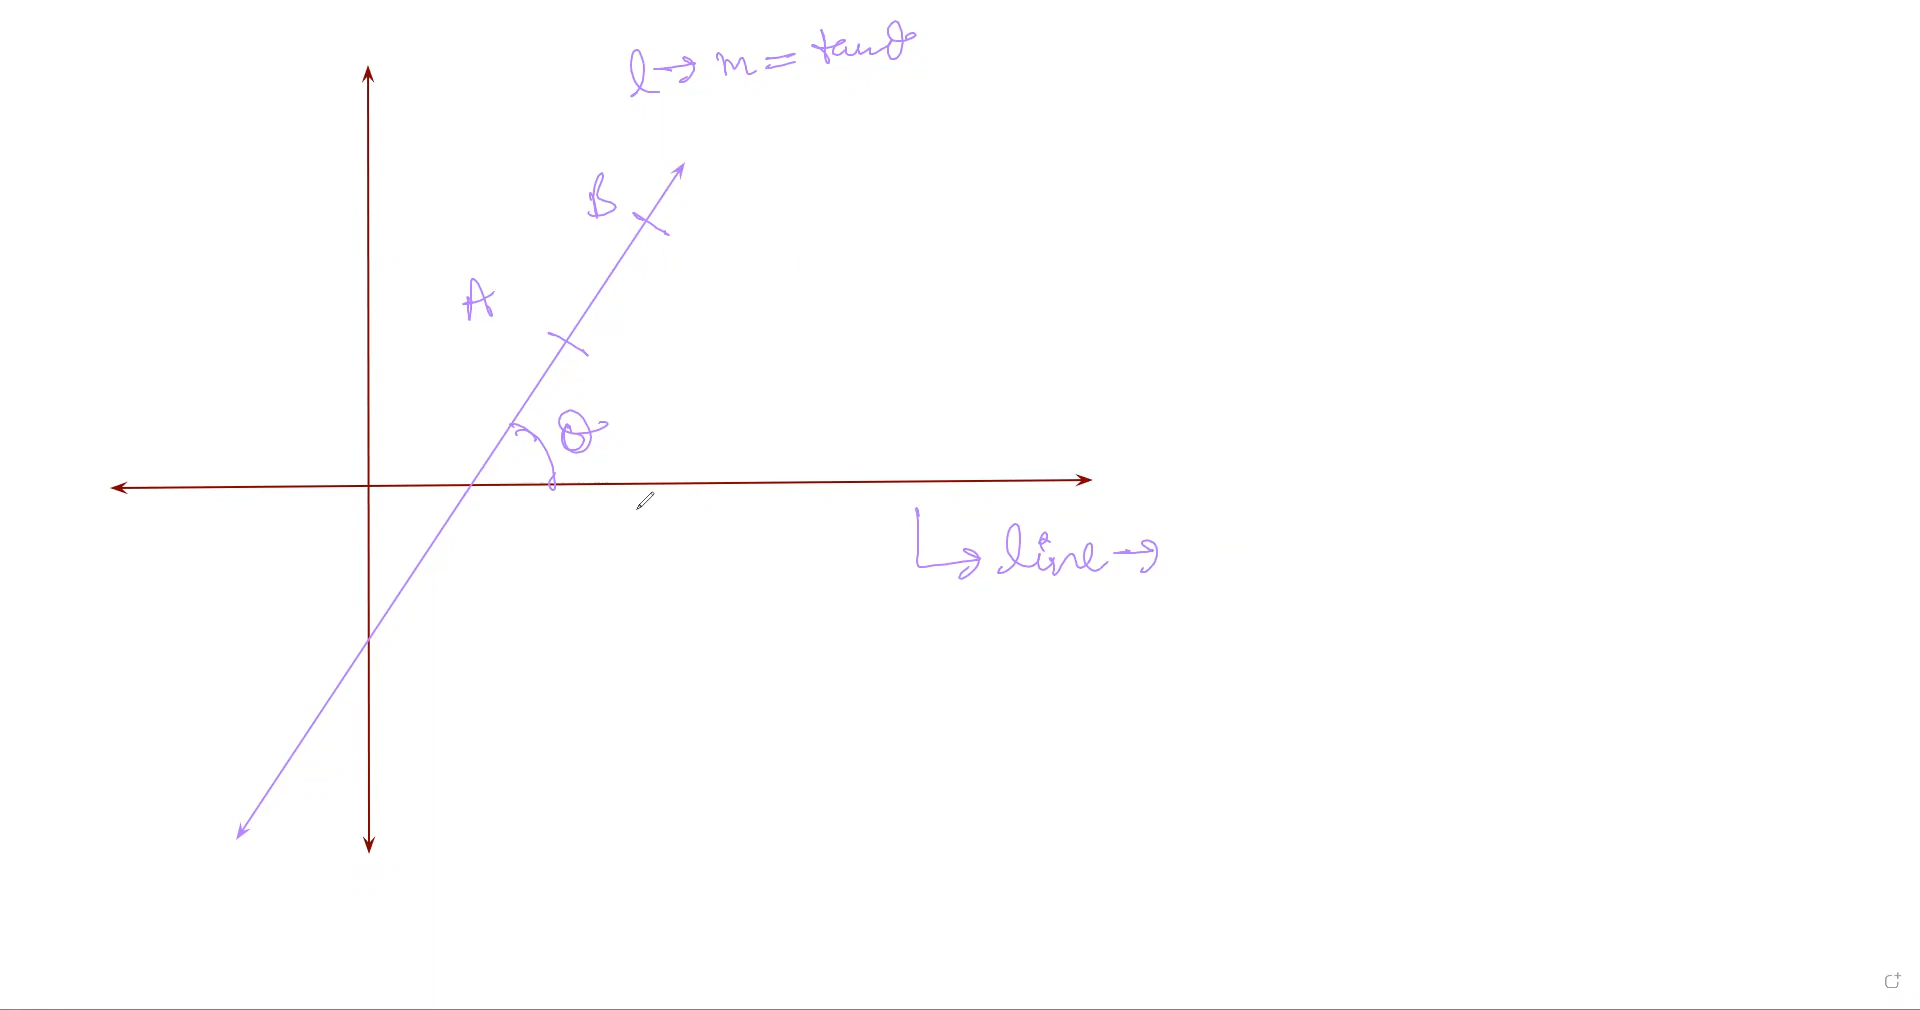 l → m = tanθ
B
A
θ
↳ line →